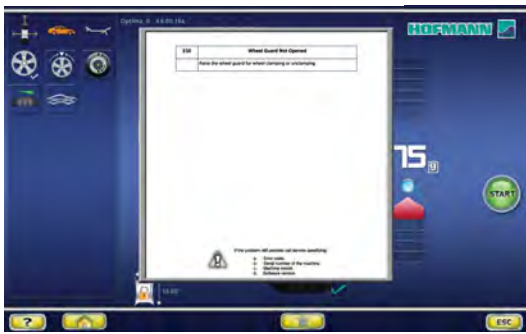 HOFMANN
E50 Wheel Guard Not Opened
Raise the wheel guard for wheel clamping or unclamping
75 g
START
If the problem still persists call service specifying:
a. Error code.
b. Serial number of the machine.
c. Machine model.
d. Software version
?
ESC